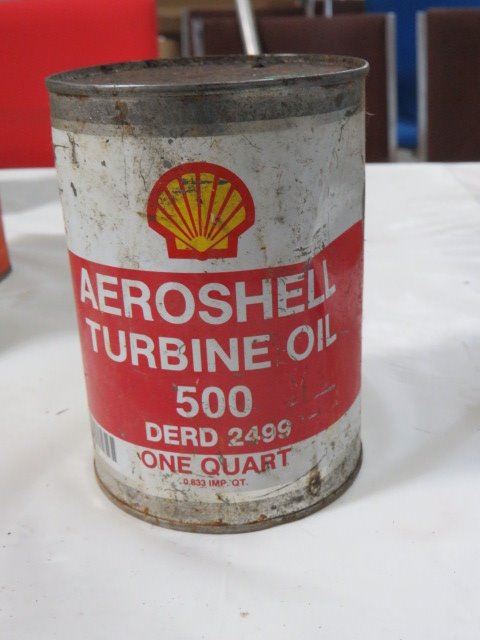 AEROSHELL
TURBINE OIL
500
DERD 2499
ONE QUART
0.833 IMP. QT.